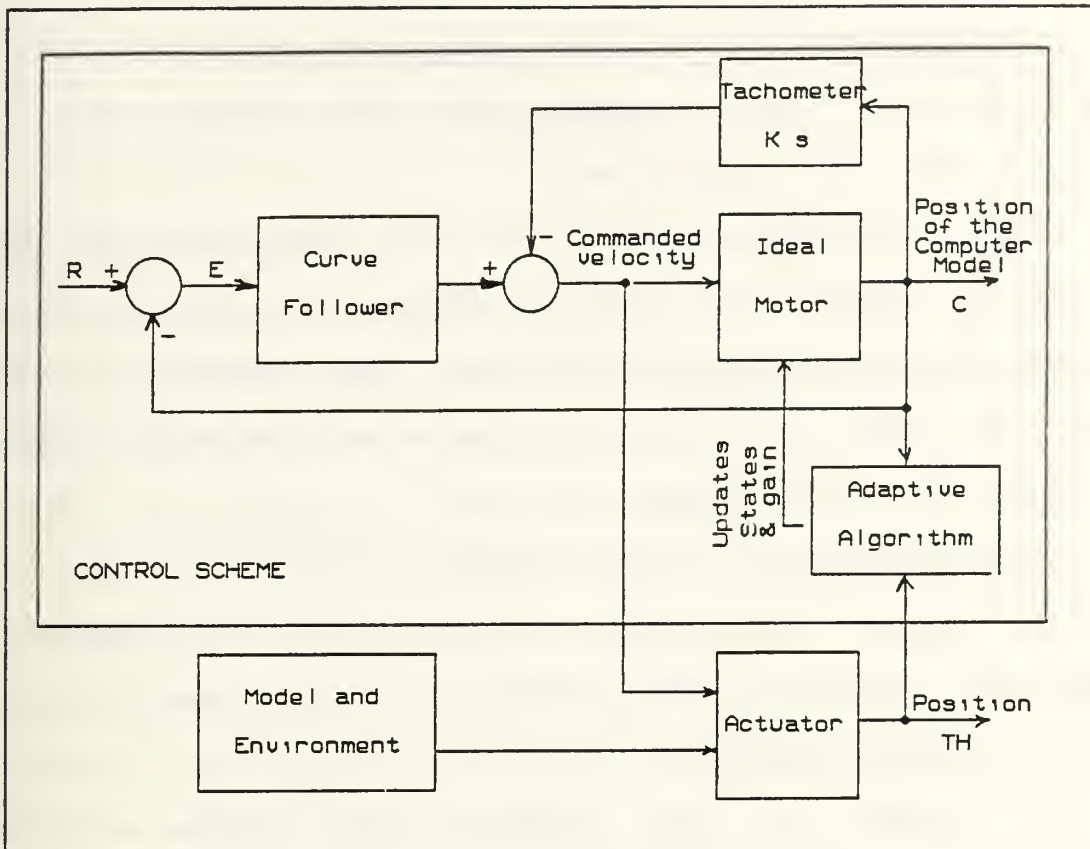 Tachometer
K s
R
+
-
E
Curve
Follower
+
-
Commanded
velocity
Ideal
Motor
Position
of the
Computer
Model
C
Updates
States
& gain
Adaptive
Algorithm
CONTROL SCHEME
Model and
Environment
Actuator
Position
TH